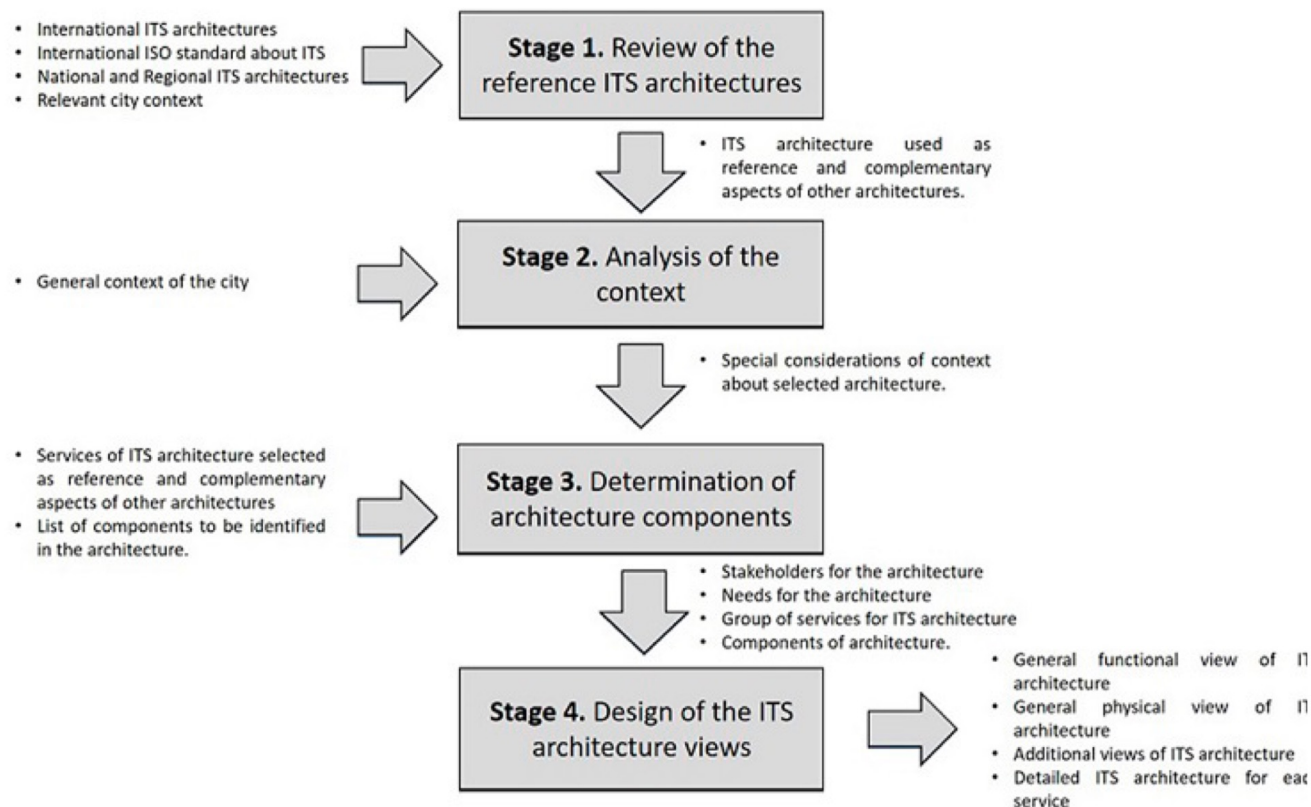 • International ITS architectures
• International ISO standard about ITS
• National and Regional ITS architectures
• Relevant city context
Stage 1. Review of the
reference ITS architectures
• ITS architecture used as
reference and complementary
aspects of other architectures.
• General context of the city
Stage 2. Analysis of the
context
• Special considerations of context
about selected architecture.
• Services of ITS architecture selected
as reference and complementary
aspects of other architectures
• List of components to be identified
in the architecture.
Stage 3. Determination of
architecture components
• Stakeholders for the architecture
• Needs for the architecture
• Group of services for ITS architecture
• Components of architecture.
Stage 4. Design of the ITS
architecture views
• General functional view of
architecture
• General physical view of
architecture
• Additional views of ITS architecture
• Detailed ITS architecture for
service